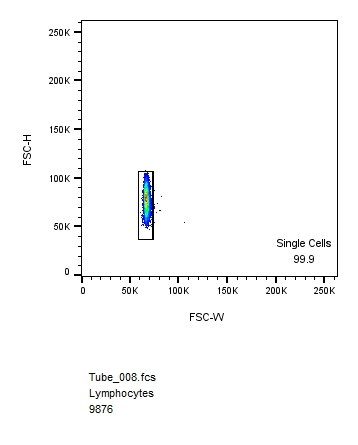 250K
200K
150K
100K
50K
0
FSC-H
Single Cells
99.9
0 50K 100K 150K 200K 250K
FSC-W
Tube_008.fcs
Lymphocytes
9876